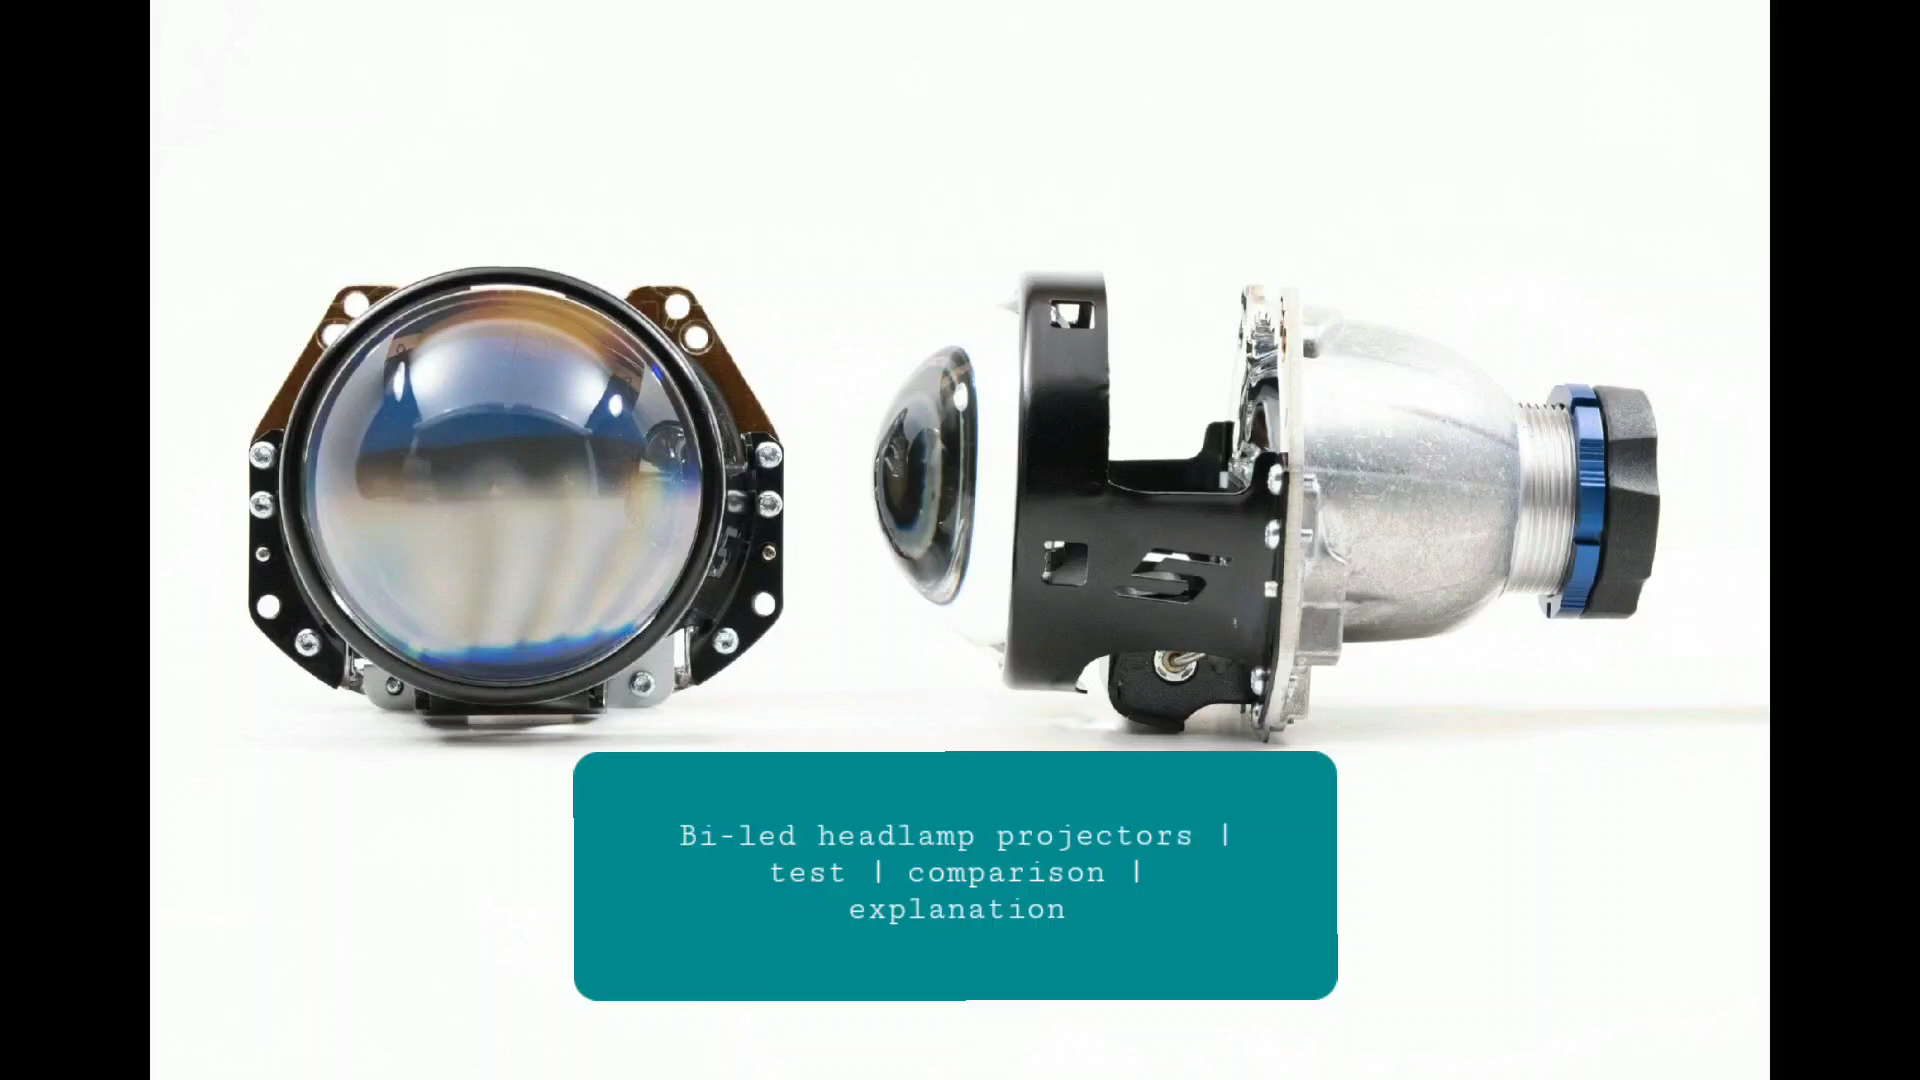 Bi-led headlamp projectors |
test | comparison |
explanation